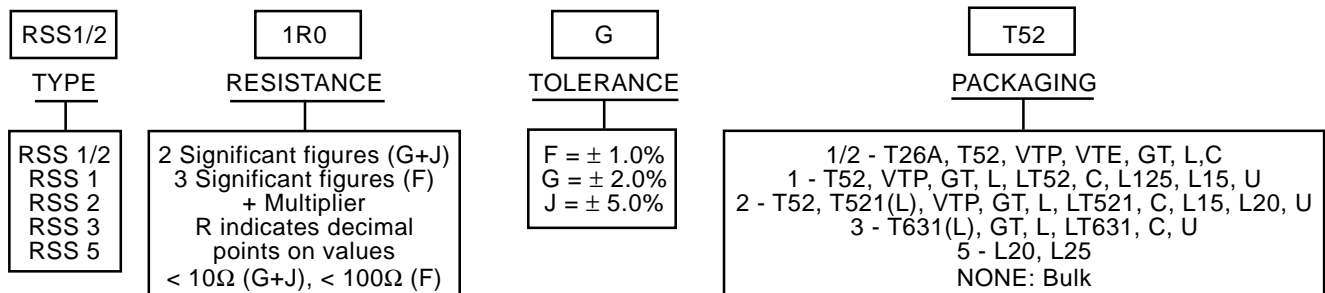 RSS1/2
1R0
G
T52
TYPE
RESISTANCE
TOLERANCE
PACKAGING
RSS 1/2
RSS 1
RSS 2
RSS 3
RSS 5
2 Significant figures (G+J)
3 Significant figures (F)
+ Multiplier
R indicates decimal
points on values
< 10Ω (G+J), < 100Ω (F)
F = ± 1.0%
G = ± 2.0%
J = ± 5.0%
1/2 - T26A, T52, VTP, VTE, GT, L,C
1 - T52, VTP, GT, L, LT52, C, L125, L15, U
2 - T52, T521(L), VTP, GT, L, LT521, C, L15, L20, U
3 - T631(L), GT, L, LT631, C, U
5 - L20, L25
NONE: Bulk